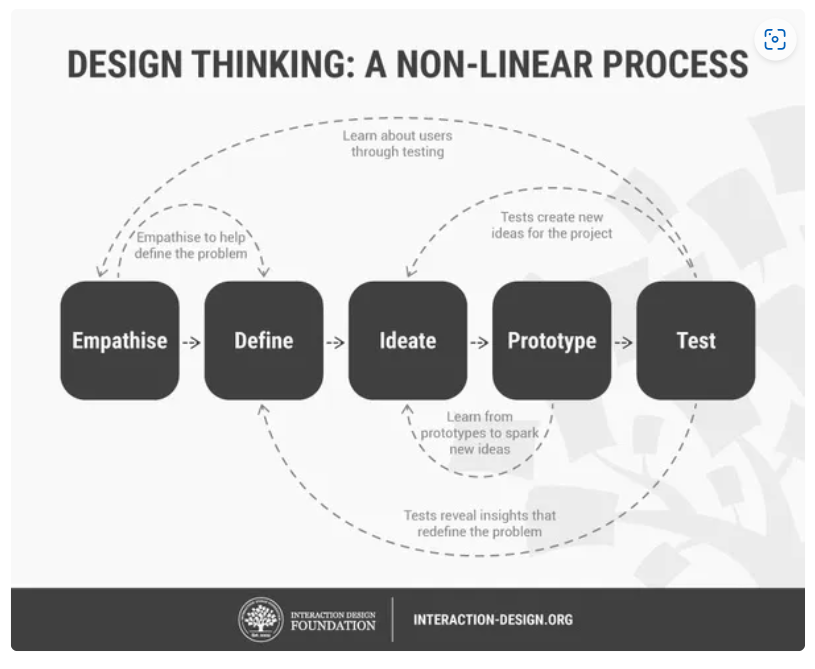 DESIGN THINKING: A NON-LINEAR PROCESS
Learn about users
through testing
Empathise to help
define the problem
Tests create new
ideas for the project
Empathise
Define
Ideate
Prototype
Test
Learn from
prototypes to spark
new ideas
Tests reveal insights that
redefine the problem
INTERACTION DESIGN
FOUNDATION
INTERACTION-DESIGN.ORG